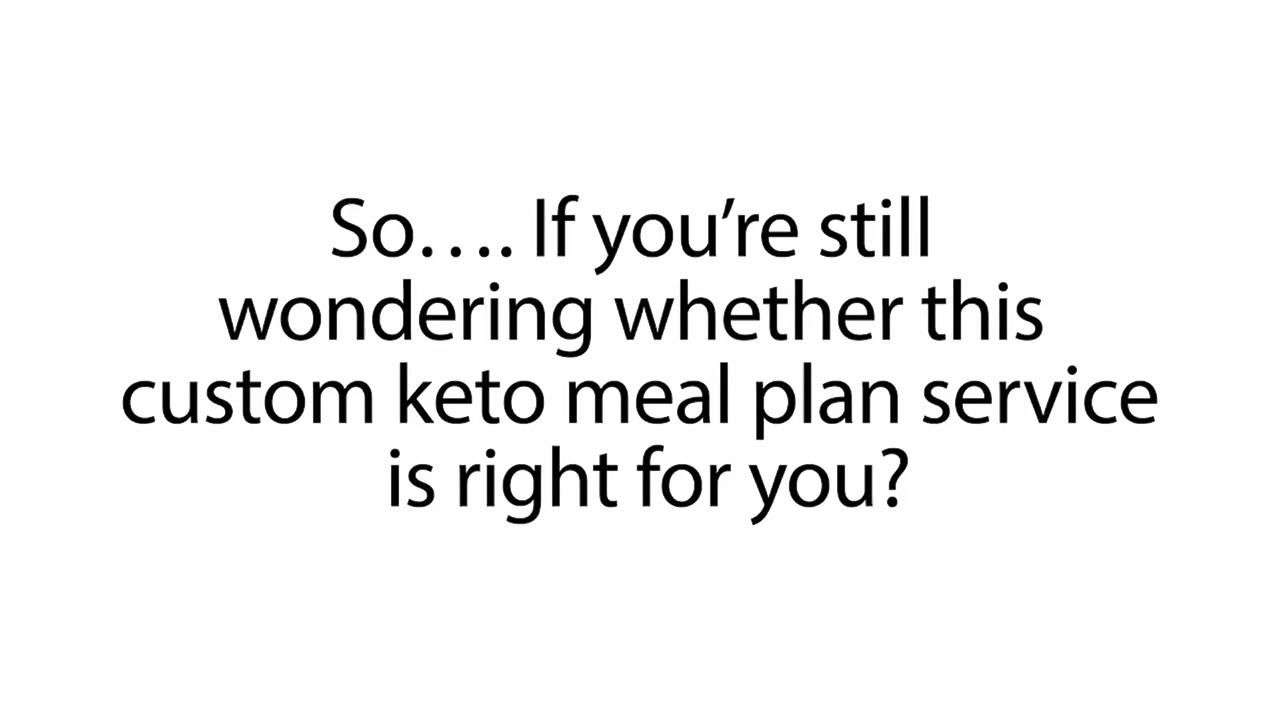 So…. If you’re still
wondering whether this
custom keto meal plan service
is right for you?